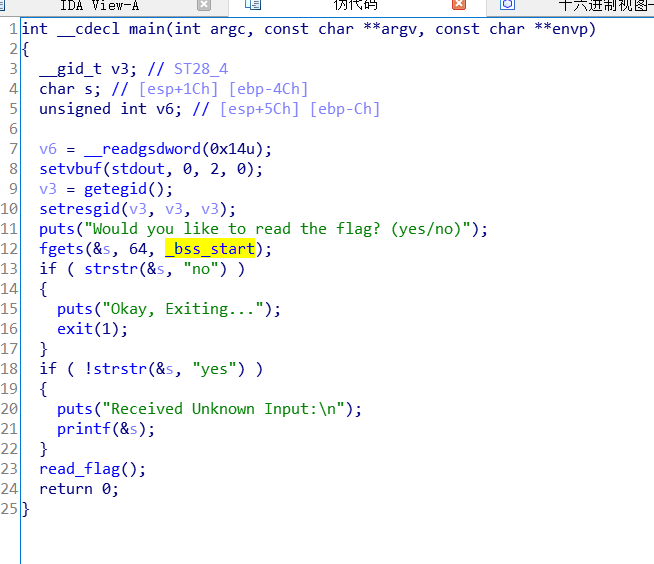 IDA View-A 伪代码 十六进制视图
1 int __cdecl main(int argc, const char **argv, const char **envp)
2 {
3   __gid_t v3; // ST28_4
4   char s; // [esp+1Ch] [ebp-4Ch]
5   unsigned int v6; // [esp+5Ch] [ebp-Ch]
6
7   v6 = __readgsdword(0x14u);
8   setvbuf(stdout, 0, 2, 0);
9   v3 = getegid();
10   setresgid(v3, v3, v3);
11   puts("Would you like to read the flag? (yes/no)");
12   fgets(&s, 64, _bss_start);
13   if ( strstr(&s, "no") )
14   {
15     puts("Okay, Exiting...");
16     exit(1);
17   }
18   if ( !strstr(&s, "yes") )
19   {
20     puts("Received Unknown Input:\n");
21     printf(&s);
22   }
23   read_flag();
24   return 0;
25 }